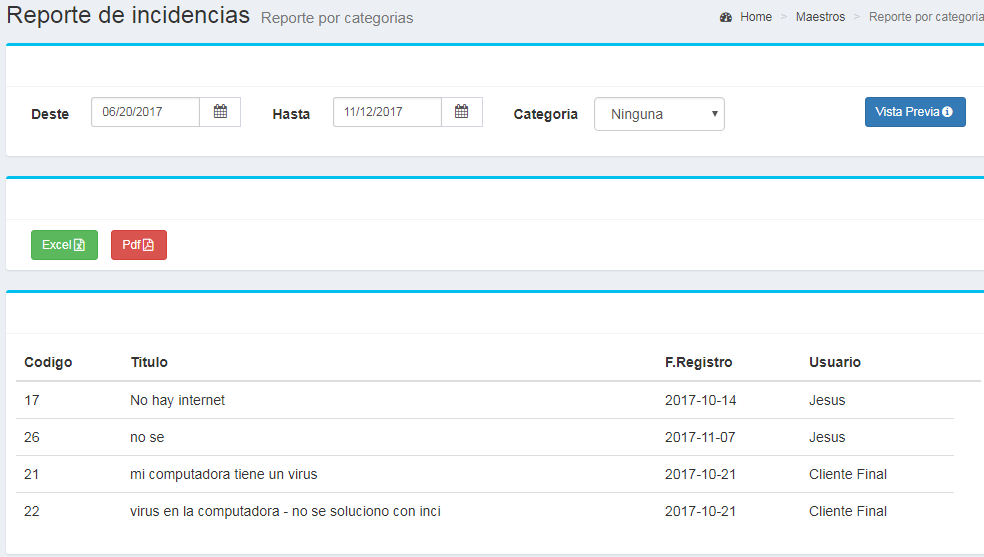 Reporte de incidencias Reporte por categorias Home > Maestros > Reporte por categoria
Deste 06/20/2017 Hasta 11/12/2017 Categoria Ninguna Vista Previa
Excel Pdf
Codigo Titulo F.Registro Usuario
17 No hay internet 2017-10-14 Jesus
26 no se 2017-11-07 Jesus
21 mi computadora tiene un virus 2017-10-21 Cliente Final
22 virus en la computadora - no se soluciono con inci 2017-10-21 Cliente Final